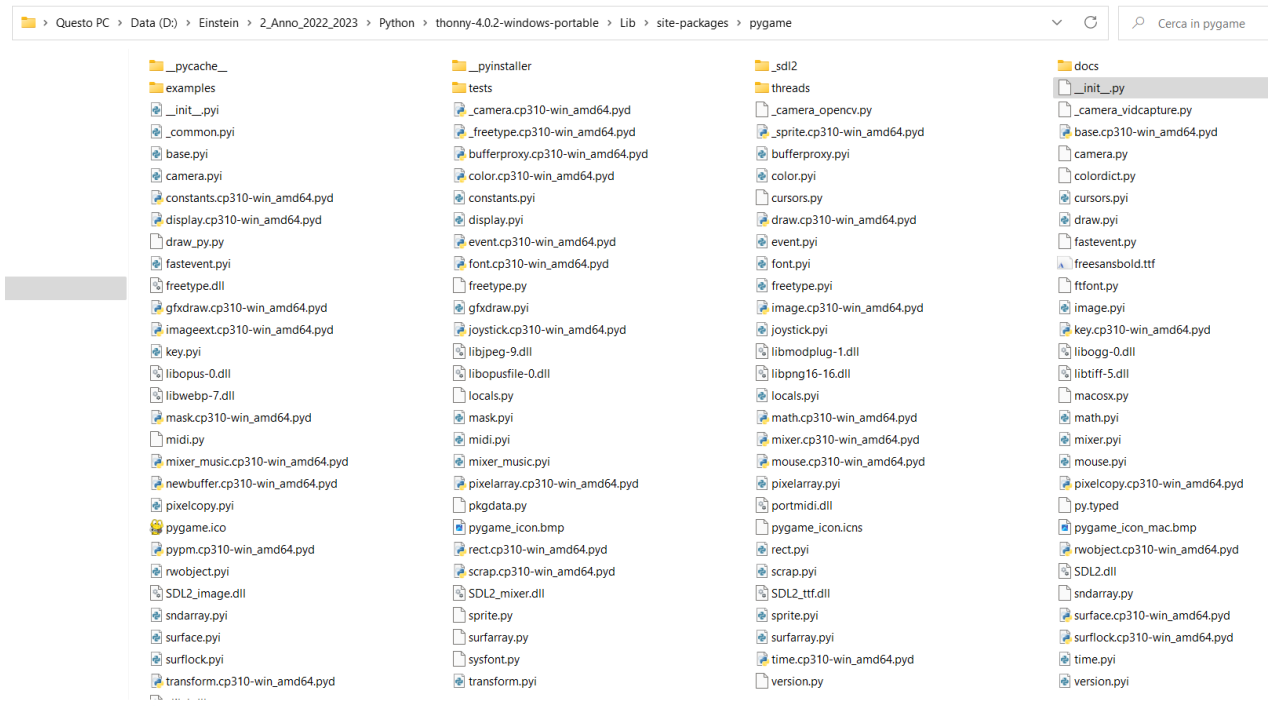 Questo PC > Data (D:) > Einstein > 2_Anno_2022_2023 > Python > thonny-4.0.2-windows-portable > Lib > site-packages > pygame Cerca in pygame
__pycache__ __pyinstaller _sdl2 docs
examples tests threads __init__.py
__init__.pyi _camera.cp310-win_amd64.pyd _camera_opencv.py _camera_vidcapture.py
_common.pyi _freetype.cp310-win_amd64.pyd _sprite.cp310-win_amd64.pyd base.cp310-win_amd64.pyd
base.pyi bufferproxy.cp310-win_amd64.pyd bufferproxy.pyi camera.py
camera.pyi color.cp310-win_amd64.pyd color.pyi colordict.py
constants.cp310-win_amd64.pyd constants.pyi cursors.py cursors.pyi
display.cp310-win_amd64.pyd display.pyi draw.cp310-win_amd64.pyd draw.pyi
draw_py.py event.cp310-win_amd64.pyd event.pyi fastevent.py
fastevent.pyi font.cp310-win_amd64.pyd font.pyi freesansbold.ttf
freetype.dll freetype.py freetype.pyi ftfont.py
gfxdraw.cp310-win_amd64.pyd gfxdraw.pyi image.cp310-win_amd64.pyd image.pyi
imageext.cp310-win_amd64.pyd joystick.cp310-win_amd64.pyd joystick.pyi key.cp310-win_amd64.pyd
key.pyi libjpeg-9.dll libmodplug-1.dll libogg-0.dll
libopus-0.dll libopusfile-0.dll libpng16-16.dll libtiff-5.dll
libwebp-7.dll locals.py locals.pyi macosx.py
mask.cp310-win_amd64.pyd mask.pyi math.cp310-win_amd64.pyd math.pyi
midi.py midi.pyi mixer.cp310-win_amd64.pyd mixer.pyi
mixer_music.cp310-win_amd64.pyd mixer_music.pyi mouse.cp310-win_amd64.pyd mouse.pyi
newbuffer.cp310-win_amd64.pyd pixelarray.cp310-win_amd64.pyd pixelarray.pyi pixelcopy.cp310-win_amd64.pyd
pixelcopy.pyi pkgdata.py portmidi.dll py.typed
pygame.ico pygame_icon.bmp pygame_icon.icns pygame_icon_mac.bmp
pypm.cp310-win_amd64.pyd rect.cp310-win_amd64.pyd rect.pyi rwobject.cp310-win_amd64.pyd
rwobject.pyi scrap.cp310-win_amd64.pyd scrap.pyi SDL2.dll
SDL2_image.dll SDL2_mixer.dll SDL2_ttf.dll sndarray.py
sndarray.pyi sprite.py sprite.pyi surface.cp310-win_amd64.pyd
surface.pyi surfarray.py surfarray.pyi surflock.cp310-win_amd64.pyd
surflock.pyi sysfont.py time.cp310-win_amd64.pyd time.pyi
transform.cp310-win_amd64.pyd transform.pyi version.py version.pyi